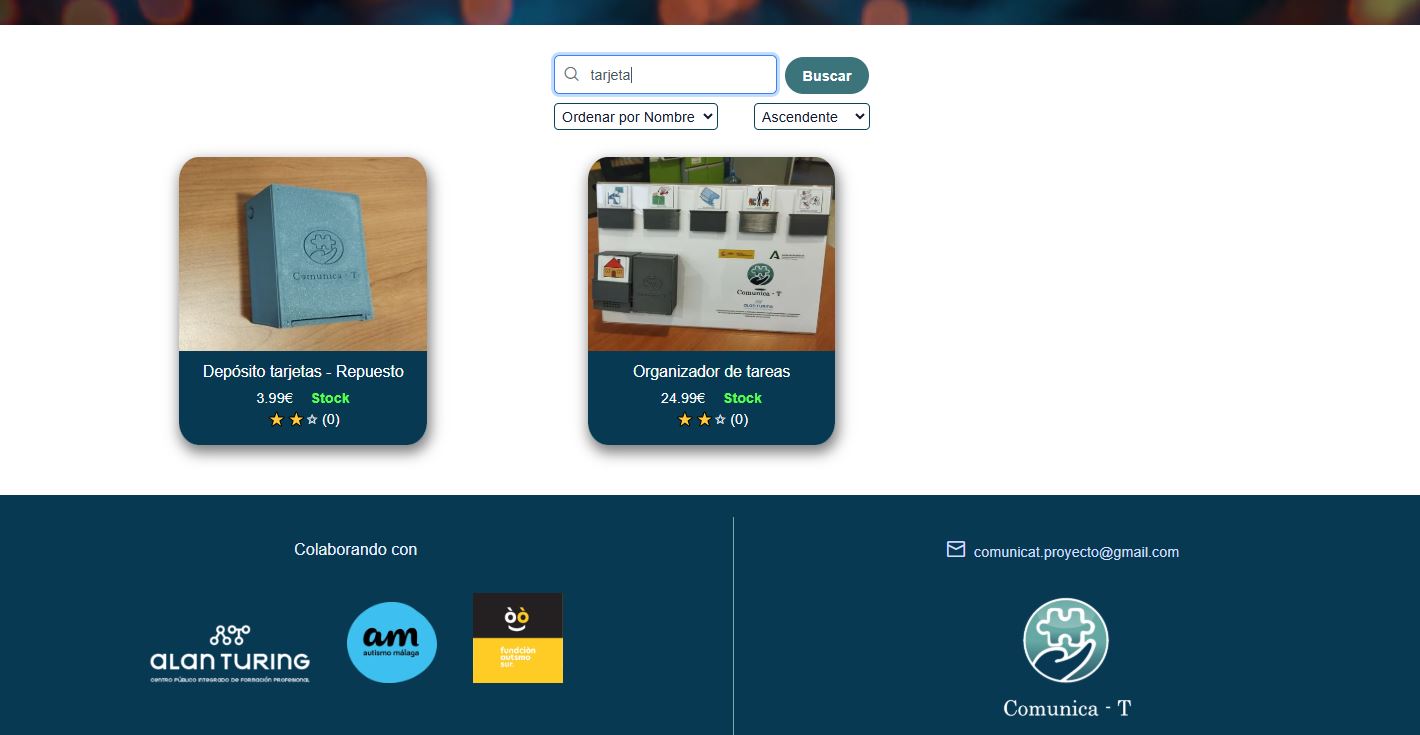 tarjeta
Buscar
Ordenar por Nombre
Ascendente
Comunica - T
Comunica - T
ALAN TURING
Depósito tarjetas - Repuesto
3.99€ Stock
(0)
Organizador de tareas
24.99€ Stock
(0)
Colaborando con
comunicat.proyecto@gmail.com
ALAN TURING
CENTRO PÚBLICO INTEGRADO DE FORMACIÓN PROFESIONAL
am
autismo málaga
fundción
autsmo
sur.
Comunica - T